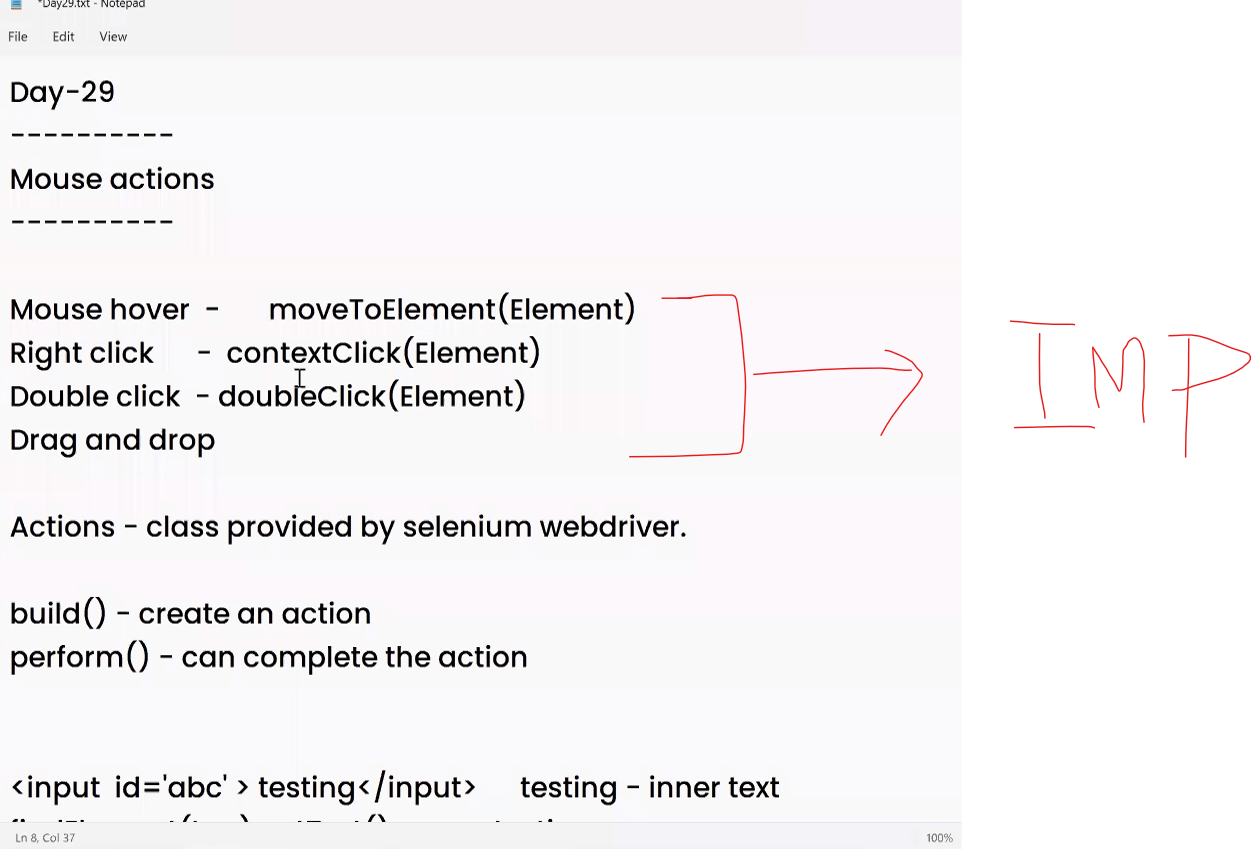 *Day29.txt - Notepad
File Edit View
Day-29
----------
Mouse actions
----------
Mouse hover - moveToElement(Element)
Right click - contextClick(Element)
Double click - doubleClick(Element)
Drag and drop
IMP
Actions - class provided by selenium webdriver.
build() - create an action
perform() - can complete the action
<input id='abc' > testing</input> testing - inner text
Ln 8, Col 37 100%